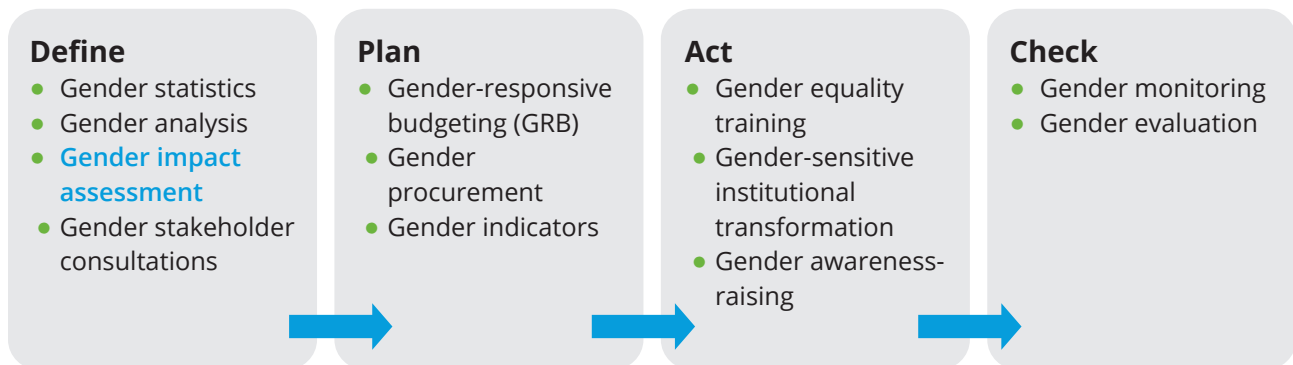 Define
• Gender statistics
• Gender analysis
• Gender impact
assessment
• Gender stakeholder
consultations
Plan
• Gender-responsive
budgeting (GRB)
• Gender
procurement
• Gender indicators
Act
• Gender equality
training
• Gender-sensitive
institutional
transformation
• Gender awareness-
raising
Check
• Gender monitoring
• Gender evaluation